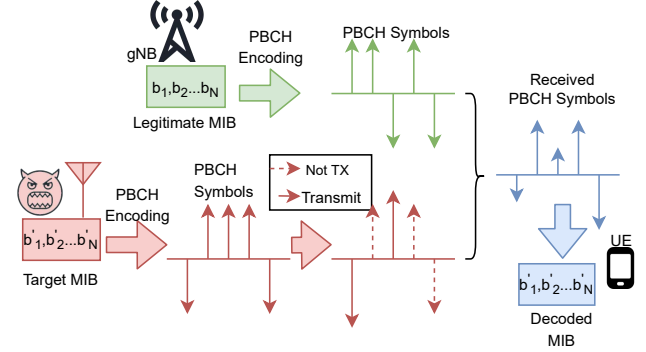 PBCH
Encoding
PBCH Symbols
gNB
b1,b2...bN
Legitimate MIB
Received
PBCH Symbols
Not TX
Transmit
PBCH
Symbols
PBCH
Encoding
b'1,b'2...b'N
Target MIB
UE
b'1,b'2...b'N
Decoded
MIB